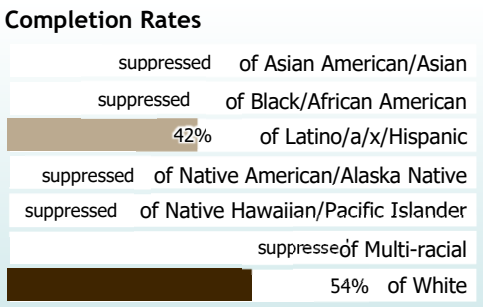 Completion Rates
suppressed of Asian American/Asian
suppressed of Black/African American
42% of Latino/a/x/Hispanic
suppressed of Native American/Alaska Native
suppressed of Native Hawaiian/Pacific Islander
suppresse of Multi-racial
54% of White